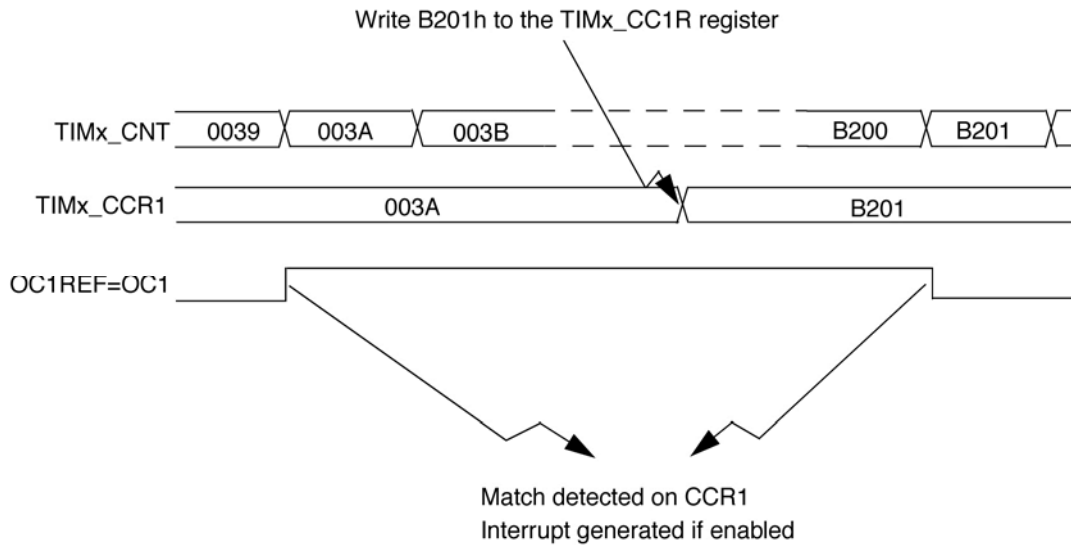 Write B201h to the TIMx_CC1R register
TIMx_CNT 0039 003A 003B B200 B201
TIMx_CCR1 003A B201
OC1REF=OC1
Match detected on CCR1
Interrupt generated if enabled